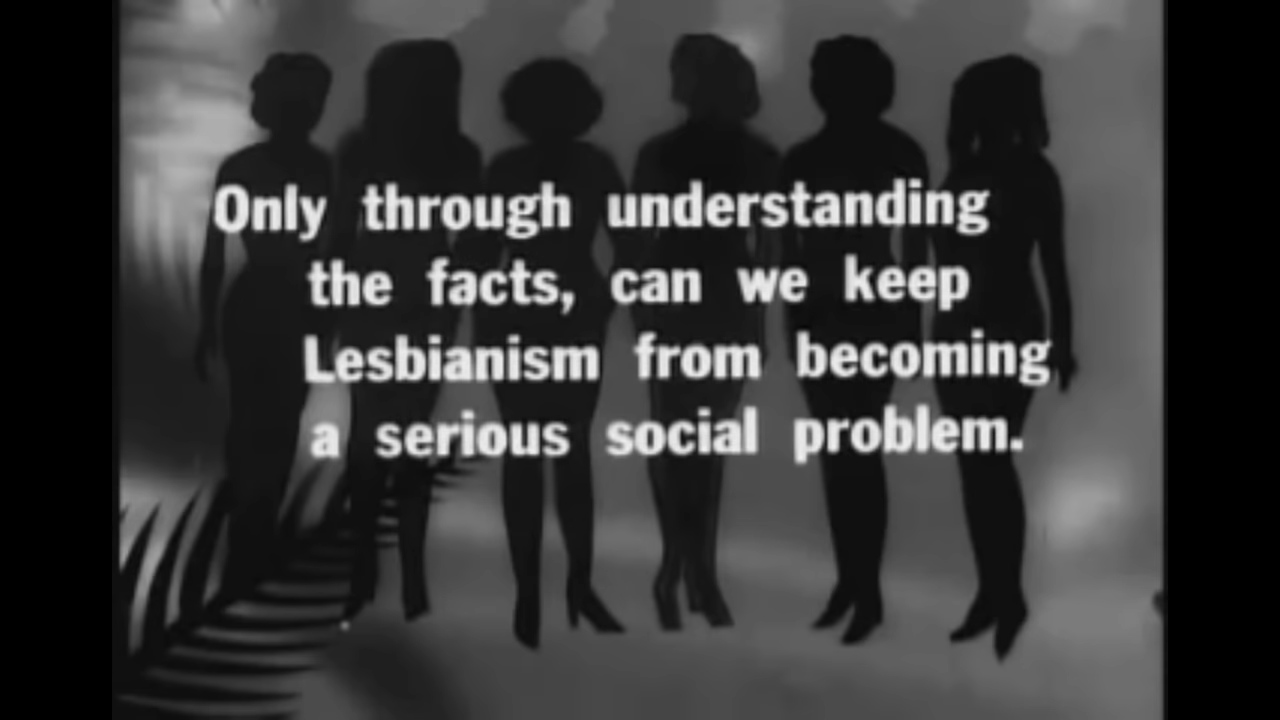 Only through understanding
the facts, can we keep
Lesbianism from becoming
a serious social problem.